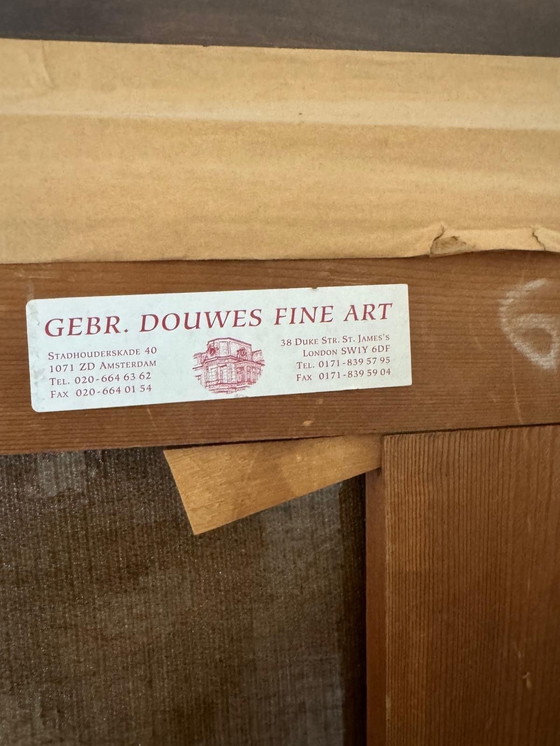 GEBR. DOUWES FINE ART
STADHOUDERSKADE 40
1071 ZD AMSTERDAM
TEL. 020-664 63 62
FAX 020-664 01 54
38 DUKE STR. ST. JAMES'S
LONDON SW1Y 6DF
TEL. 0171-839 57 95
FAX 0171-839 59 04
6